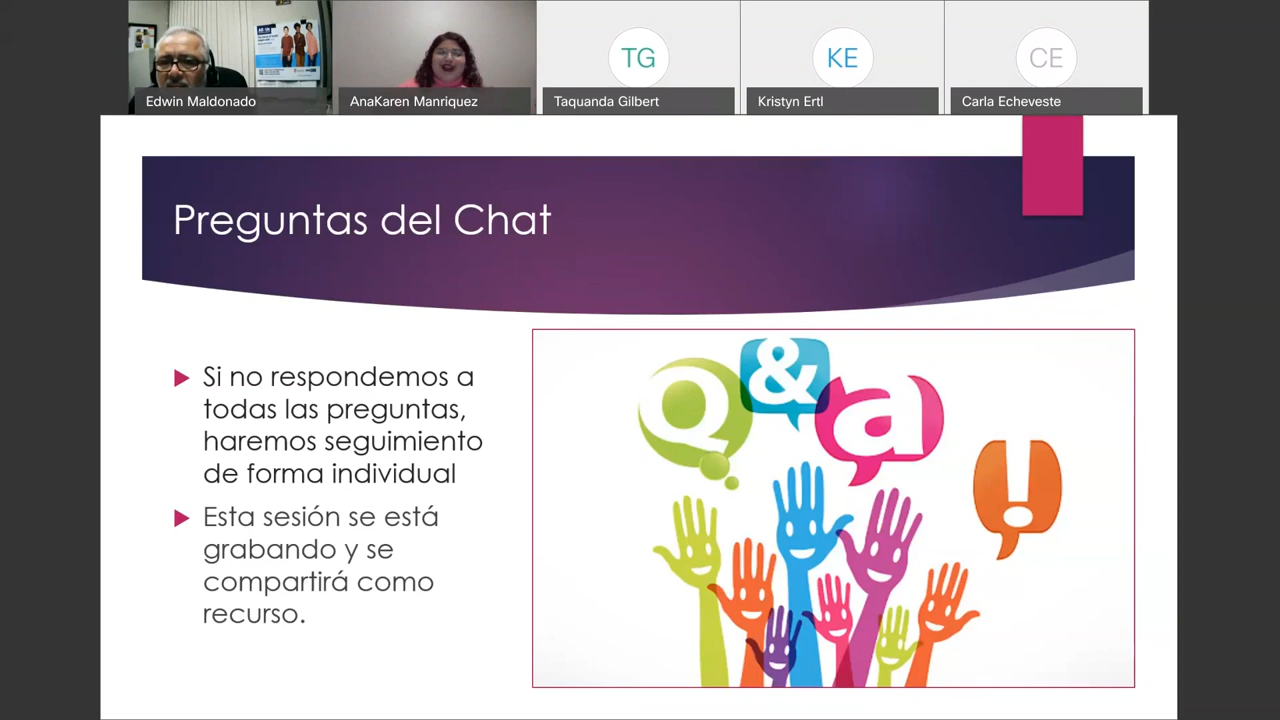 TG
KE
CE
Edwin Maldonado
AnaKaren Manriquez
Taquanda Gilbert
Kristyn Ertl
Carla Echeveste
Preguntas del Chat
Si no respondemos a
todas las preguntas,
haremos seguimiento
de forma individual
Esta sesión se está
grabando y se
compartirá como
recurso.
Q & a !